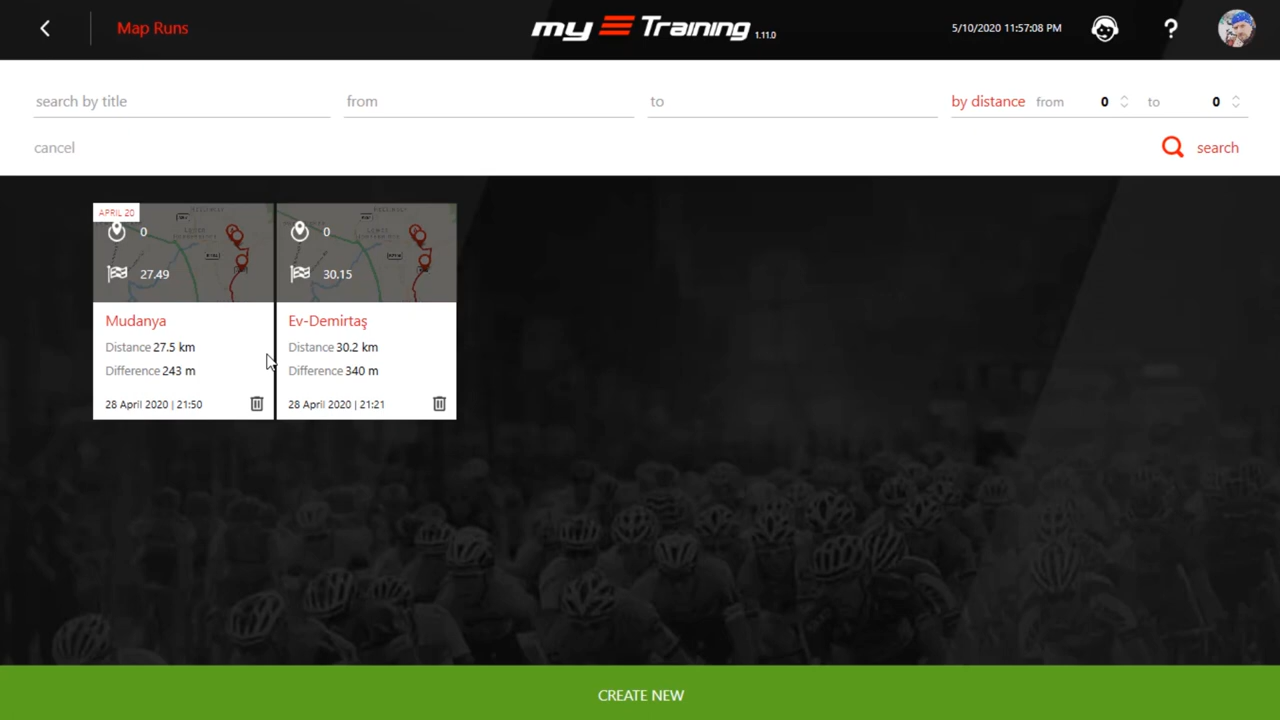 Map Runs
my Training 1.11.0
5/10/2020 11:57:08 PM
?
search by title
from
to
by distance from 0 to 0
cancel
search
APRIL 20
0
27.49
Mudanya
Distance 27.5 km
Difference 243 m
28 April 2020 | 21:50
0
30.15
Ev-Demirtaş
Distance 30.2 km
Difference 340 m
28 April 2020 | 21:21
CREATE NEW